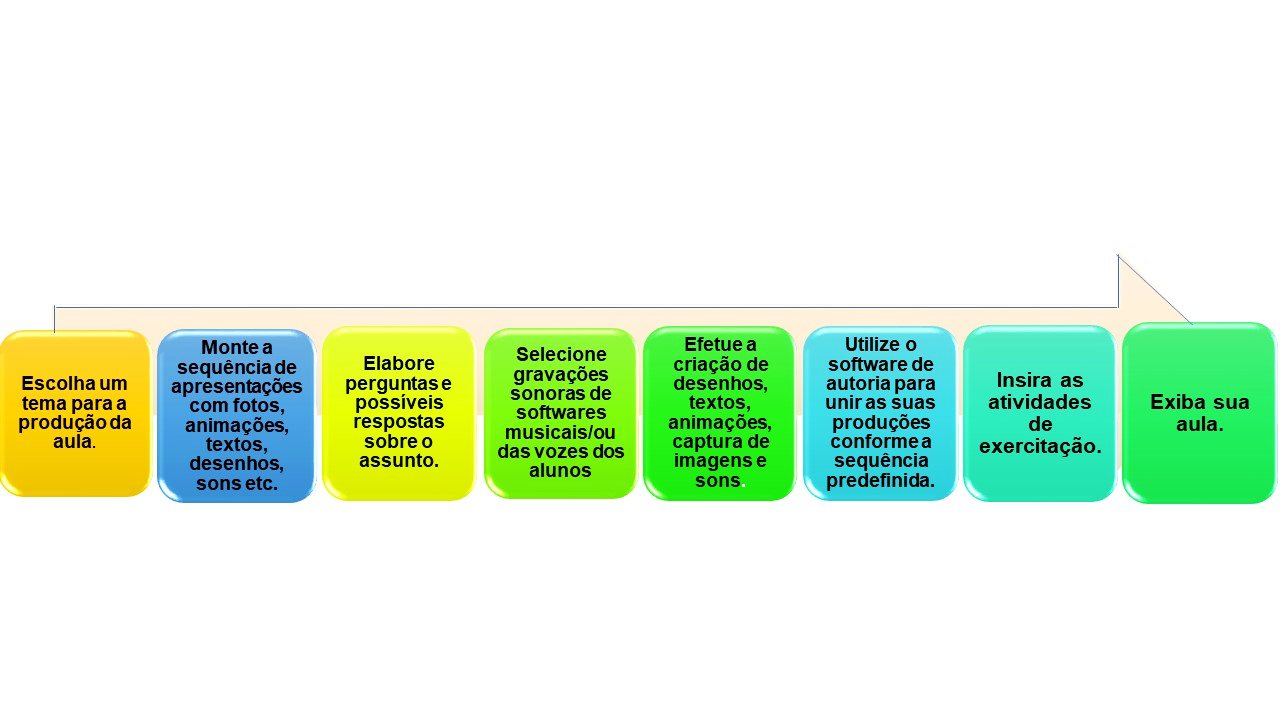 Escolha um
tema para a
produção da
aula.
Monte a
sequência de
apresentações
com fotos,
animações,
textos,
desenhos,
sons etc.
Elabore
perguntas e
possíveis
respostas
sobre o
assunto.
Selecione
gravações
sonoras de
softwares
musicais/ou
das vozes dos
alunos
Efetue a
criação de
desenhos,
textos,
animações,
captura de
imagens e
sons.
Utilize o
software de
autoria para
unir as suas
produções
conforme a
sequência
predefinida.
Insira as
atividades
de
exercitação.
Exiba sua
aula.